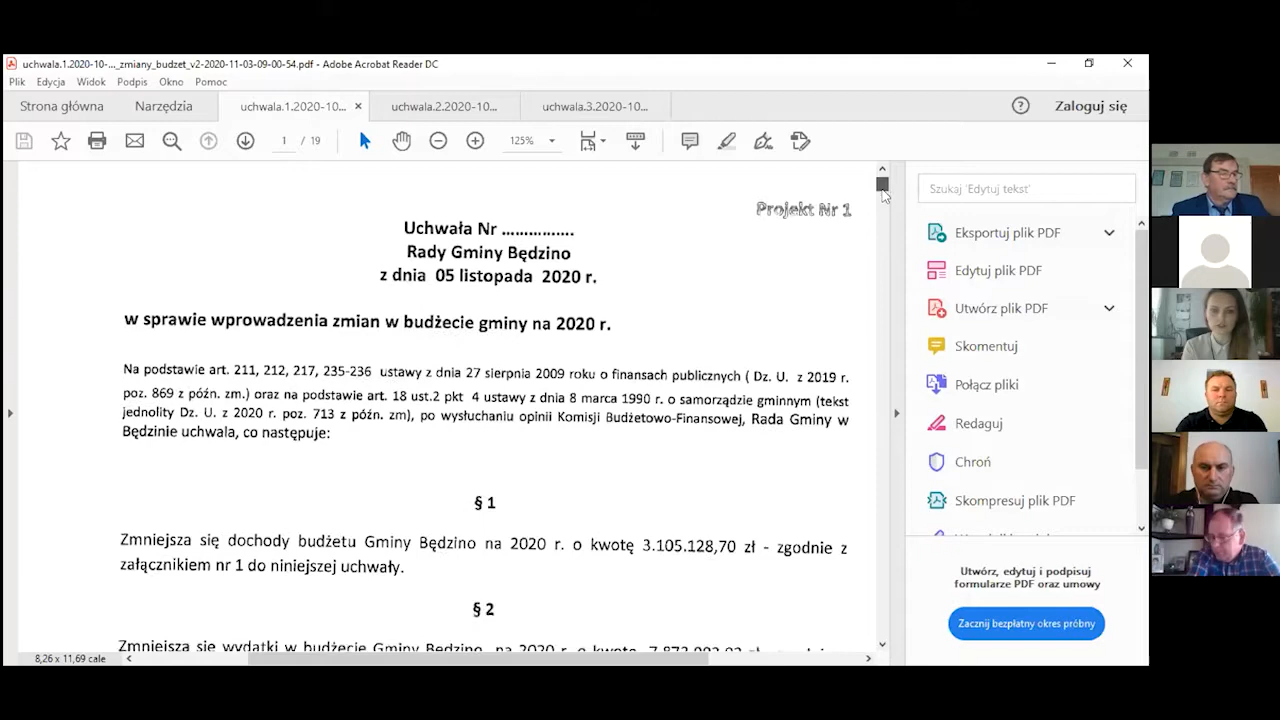 uchwala.1.2020-10-..._zmiany_budzet_v2-2020-11-03-09-00-54.pdf - Adobe Acrobat Reader DC
Plik Edycja Widok Podpis Okno Pomoc
Strona główna Narzędzia uchwala.1.2020-10... × uchwala.2.2020-10... uchwala.3.2020-10... Zaloguj się
1 / 19 125%
Szukaj 'Edytuj tekst'
Projekt Nr 1
Uchwała Nr ................
Rady Gminy Będzino
z dnia 05 listopada 2020 r.
w sprawie wprowadzenia zmian w budżecie gminy na 2020 r.
Na podstawie art. 211, 212, 217, 235-236 ustawy z dnia 27 sierpnia 2009 roku o finansach publicznych ( Dz. U. z 2019 r.
poz. 869 z późn. zm.) oraz na podstawie art. 18 ust.2 pkt 4 ustawy z dnia 8 marca 1990 r. o samorządzie gminnym (tekst
jednolity Dz. U. z 2020 r. poz. 713 z późn. zm), po wysłuchaniu opinii Komisji Budżetowo-Finansowej, Rada Gminy w
Będzinie uchwala, co następuje:
§ 1
Zmniejsza się dochody budżetu Gminy Będzino na 2020 r. o kwotę 3.105.128,70 zł - zgodnie z
załącznikiem nr 1 do niniejszej uchwały.
§ 2
Zmniejsza się wydatki w budżecie Gminy Będzino na 2020 r. o kwotę
8,26 x 11,69 cale
Eksportuj plik PDF
Edytuj plik PDF
Utwórz plik PDF
Skomentuj
Połącz pliki
Redaguj
Chroń
Skompresuj plik PDF
Utwórz, edytuj i podpisuj
formularze PDF oraz umowy
Zacznij bezpłatny okres próbny